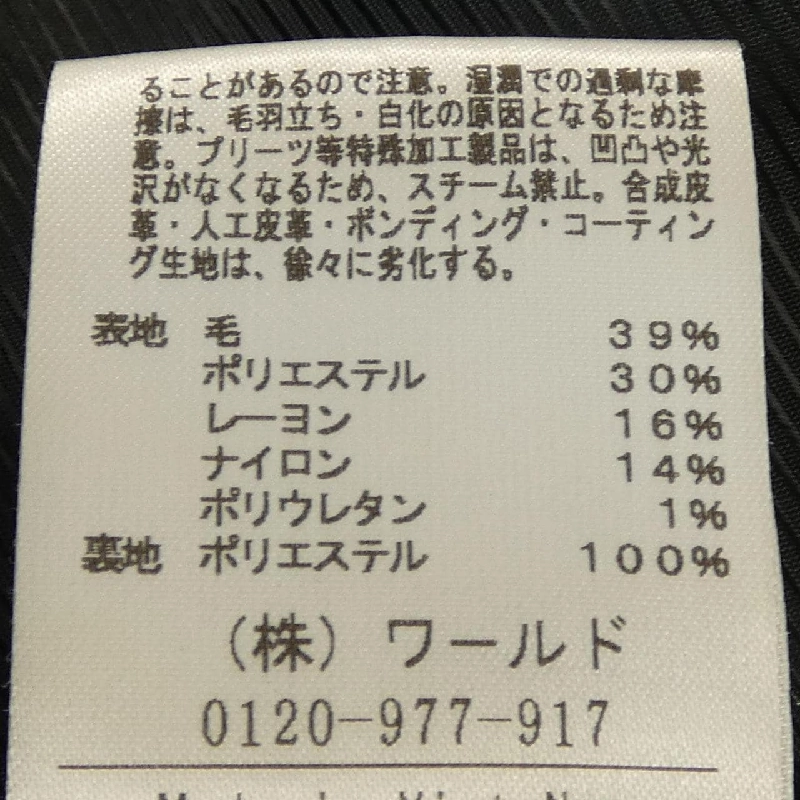 ることがあるので注意。湿潤での過剰な摩
擦は、毛羽立ち・白化の原因となるため注
意。プリーツ等特殊加工製品は、凹凸や光
沢がなくなるため、スチーム禁止。合成皮
革・人工皮革・ボンディング・コーティン
グ生地は、徐々に劣化する。
表地 毛 39%
ポリエステル 30%
レーヨン 16%
ナイロン 14%
ポリウレタン 1%
裏地 ポリエステル 100%
(株) ワールド
0120-977-917